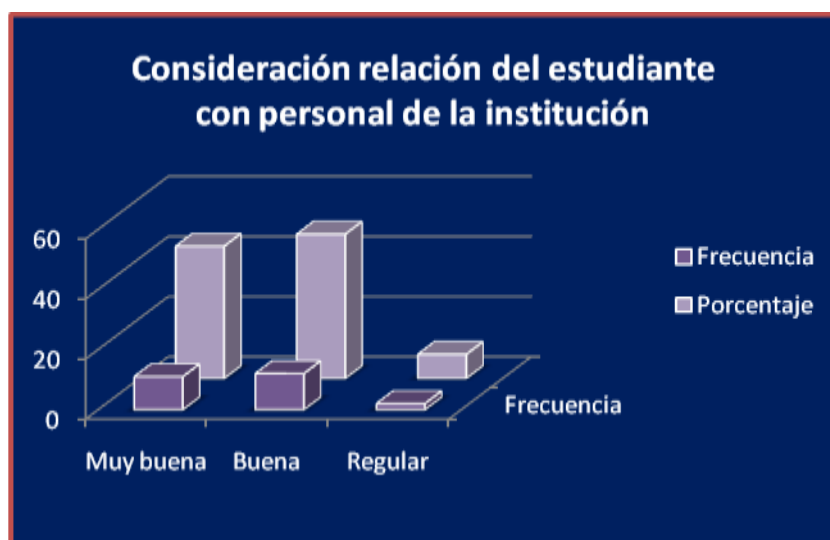 Consideración relación del estudiante
con personal de la institución
60
40
20
0
Muy buena
Buena
Regular
Frecuencia
Frecuencia
Porcentaje